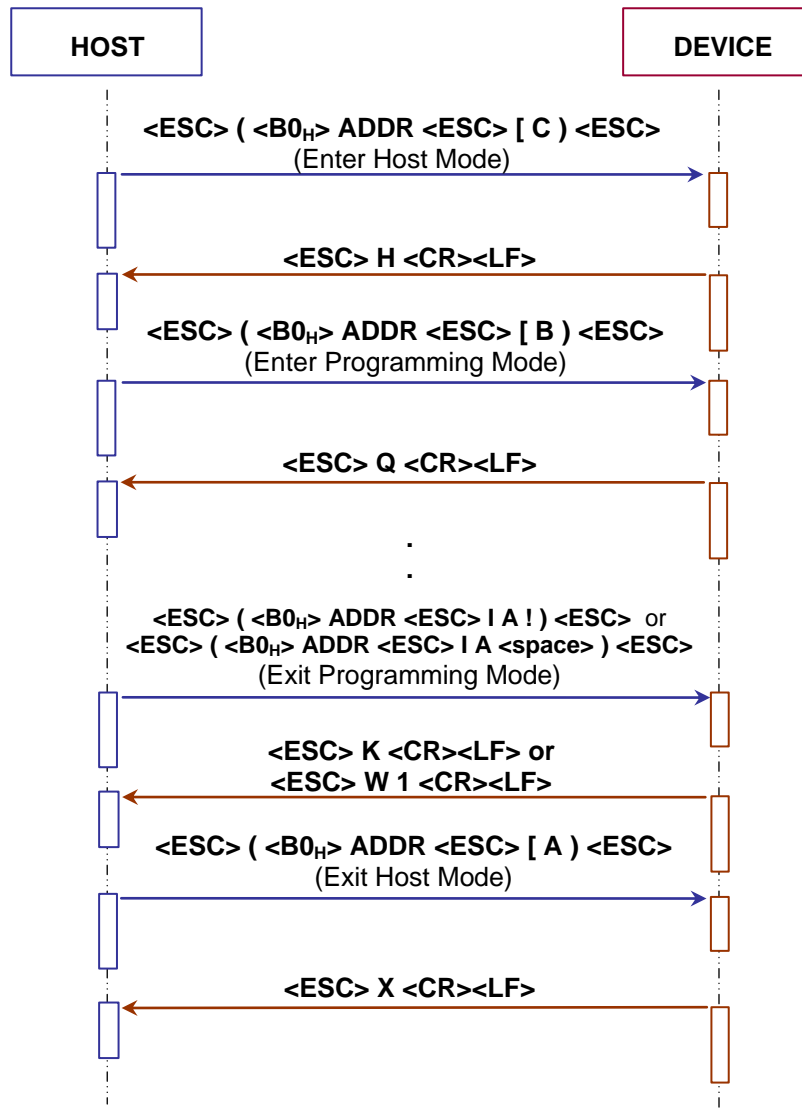 HOST DEVICE
<ESC> ( <B0H> ADDR <ESC> [ C ) <ESC>
(Enter Host Mode)
<ESC> H <CR><LF>
<ESC> ( <B0H> ADDR <ESC> [ B ) <ESC>
(Enter Programming Mode)
<ESC> Q <CR><LF>
.
.
<ESC> ( <B0H> ADDR <ESC> I A ! ) <ESC> or
<ESC> ( <B0H> ADDR <ESC> I A <space> ) <ESC>
(Exit Programming Mode)
<ESC> K <CR><LF> or
<ESC> W 1 <CR><LF>
<ESC> ( <B0H> ADDR <ESC> [ A ) <ESC>
(Exit Host Mode)
<ESC> X <CR><LF>